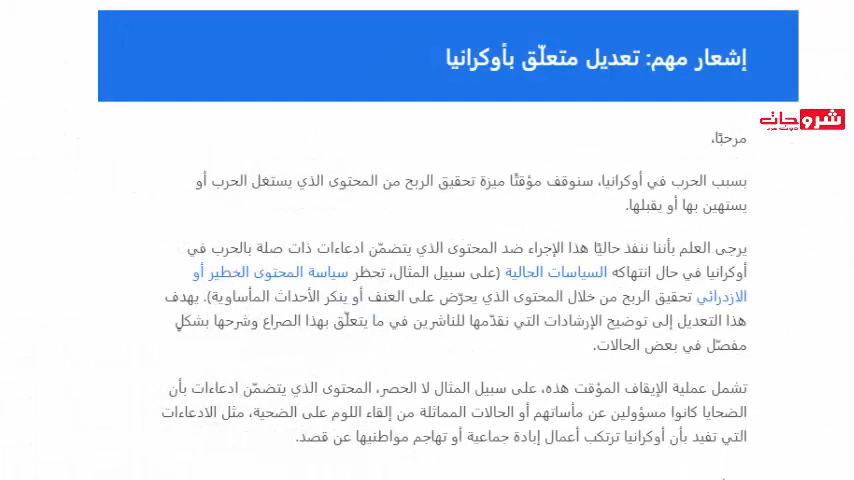 إشعار مهم: تعديل متعلّق بأوكرانيا
شروحات
مرحبًا،
بسبب الحرب في أوكرانيا، سنوقف مؤقتًا ميزة تحقيق الربح من المحتوى الذي يستغل الحرب أو
يستهين بها أو يقبلها.
يرجى العلم بأننا ننفذ حاليًا هذا الإجراء ضد المحتوى الذي يتضمّن ادعاءات ذات صلة بالحرب في
أوكرانيا في حال انتهاكه السياسات الحالية (على سبيل المثال، تحظر سياسة المحتوى الخطير أو
الازدرائي تحقيق الربح من خلال المحتوى الذي يحرّض على العنف أو ينكر الأحداث المأساوية). يهدف
هذا التعديل إلى توضيح الإرشادات التي نقدّمها للناشرين في ما يتعلّق بهذا الصراع وشرحها بشكلٍ
مفصّل في بعض الحالات.
تشمل عملية الإيقاف المؤقت هذه، على سبيل المثال لا الحصر، المحتوى الذي يتضمّن ادعاءات بأن
الضحايا كانوا مسؤولين عن مأساتهم أو الحالات المماثلة من إلقاء اللوم على الضحية، مثل الادعاءات
التي تفيد بأن أوكرانيا ترتكب أعمال إبادة جماعية أو تهاجم مواطنيها عن قصد.